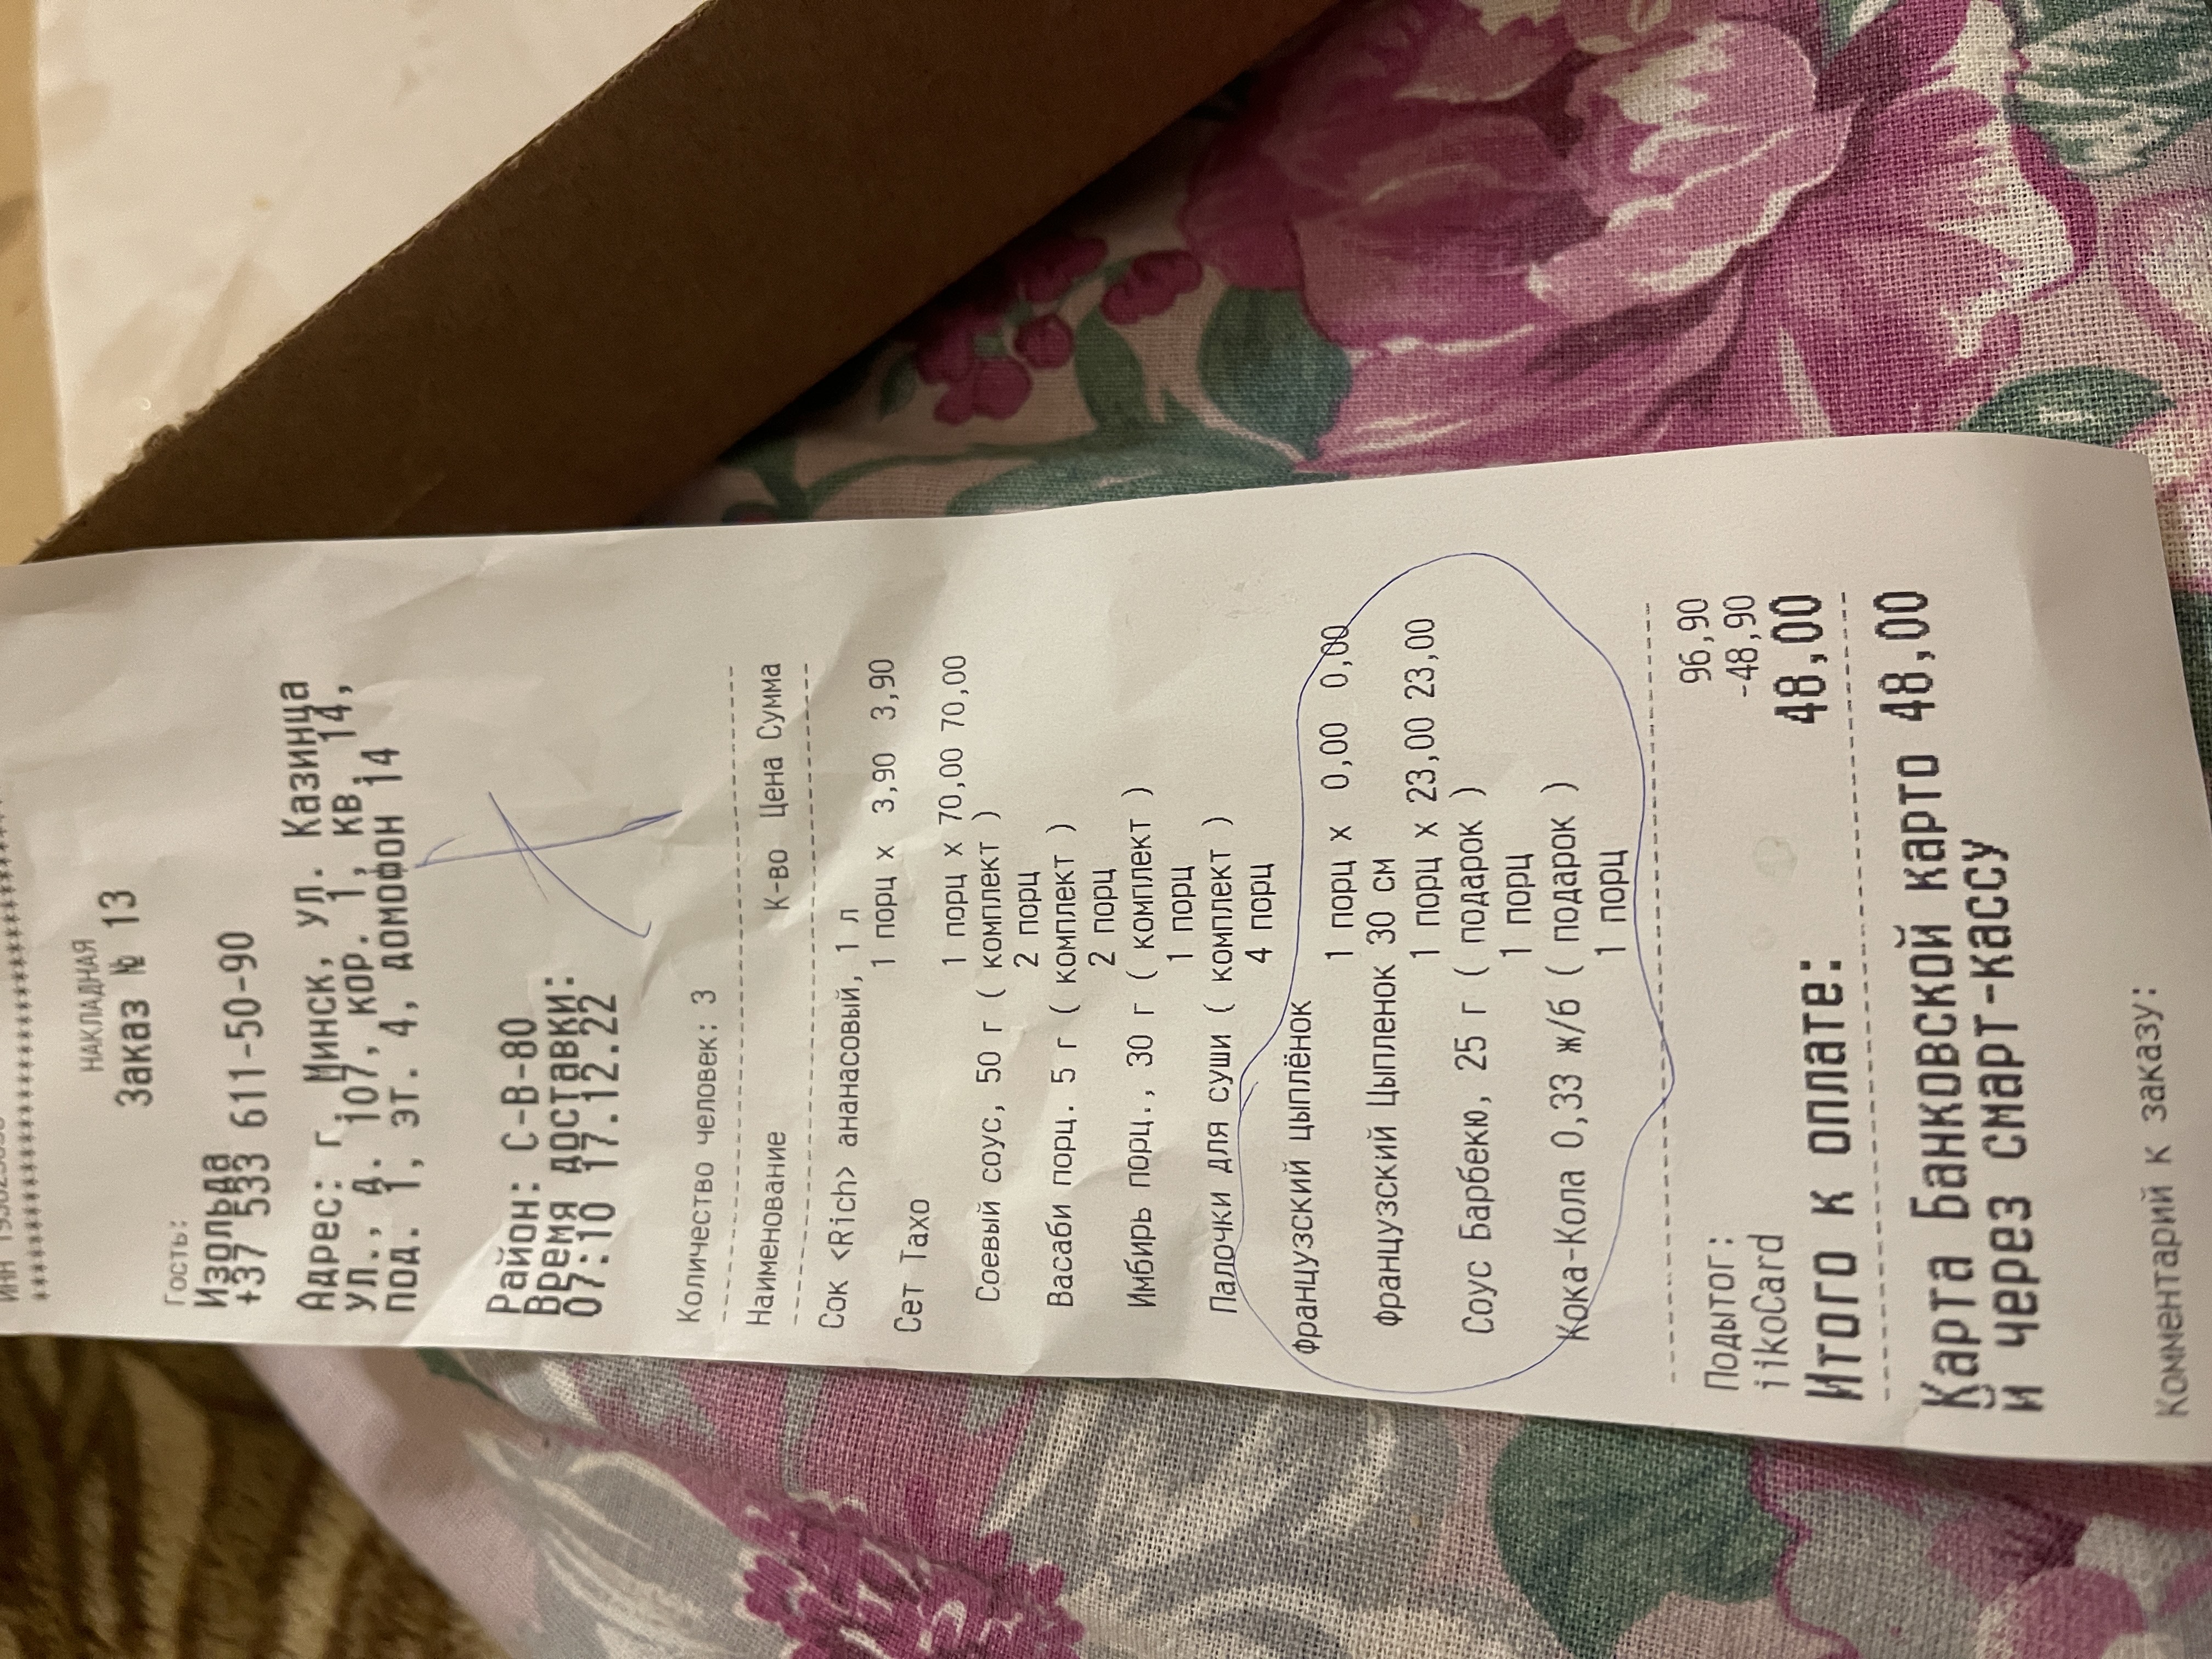 НАКЛАДНАЯ
Заказ № 13
Гость:
Изольда
+37 533 611-50-90
Адрес: г. Минск, ул. Казинца
ул., д. 107, кор. 1, кв 14,
под. 1, эт. 4, домофон 14
Район: С-В-80
Время доставки:
07:10 17.12.22
Количество человек: 3
Наименование К-во Цена Сумма
Сок <Rich> ананасовый, 1 л
1 порц x 3,90 3,90
Сет Тахо
1 порц x 70,00 70,00
Соевый соус, 50 г ( комплект )
2 порц
Васаби порц. 5 г ( комплект )
2 порц
Имбирь порц., 30 г ( комплект )
1 порц
Палочки для суши ( комплект )
4 порц
Французский цыплёнок
1 порц x 0,00 0,00
Французский Цыпленок 30 см
1 порц x 23,00 23,00
Соус Барбекю, 25 г ( подарок )
1 порц
Кока-Кола 0,33 ж/б ( подарок )
1 порц
Подытог: 96,90
iikoCard -48,90
Итого к оплате: 48,00
Карта Банковской карто 48,00
й через смарт-кассу
Комментарий к заказу: